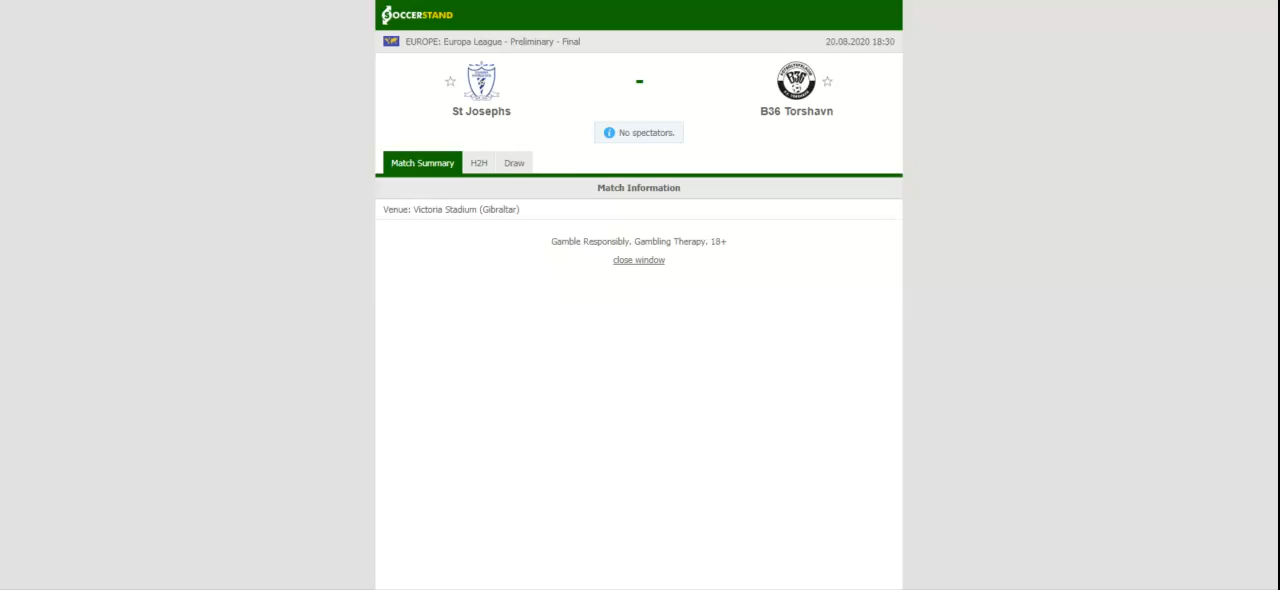 SOCCERSTAND
EUROPE: Europa League - Preliminary - Final 20.08.2020 18:30
-
B36
St Josephs B36 Torshavn
No spectators.
Match Summary H2H Draw
Match Information
Venue: Victoria Stadium (Gibraltar)
Gamble Responsibly. Gambling Therapy. 18+
close window